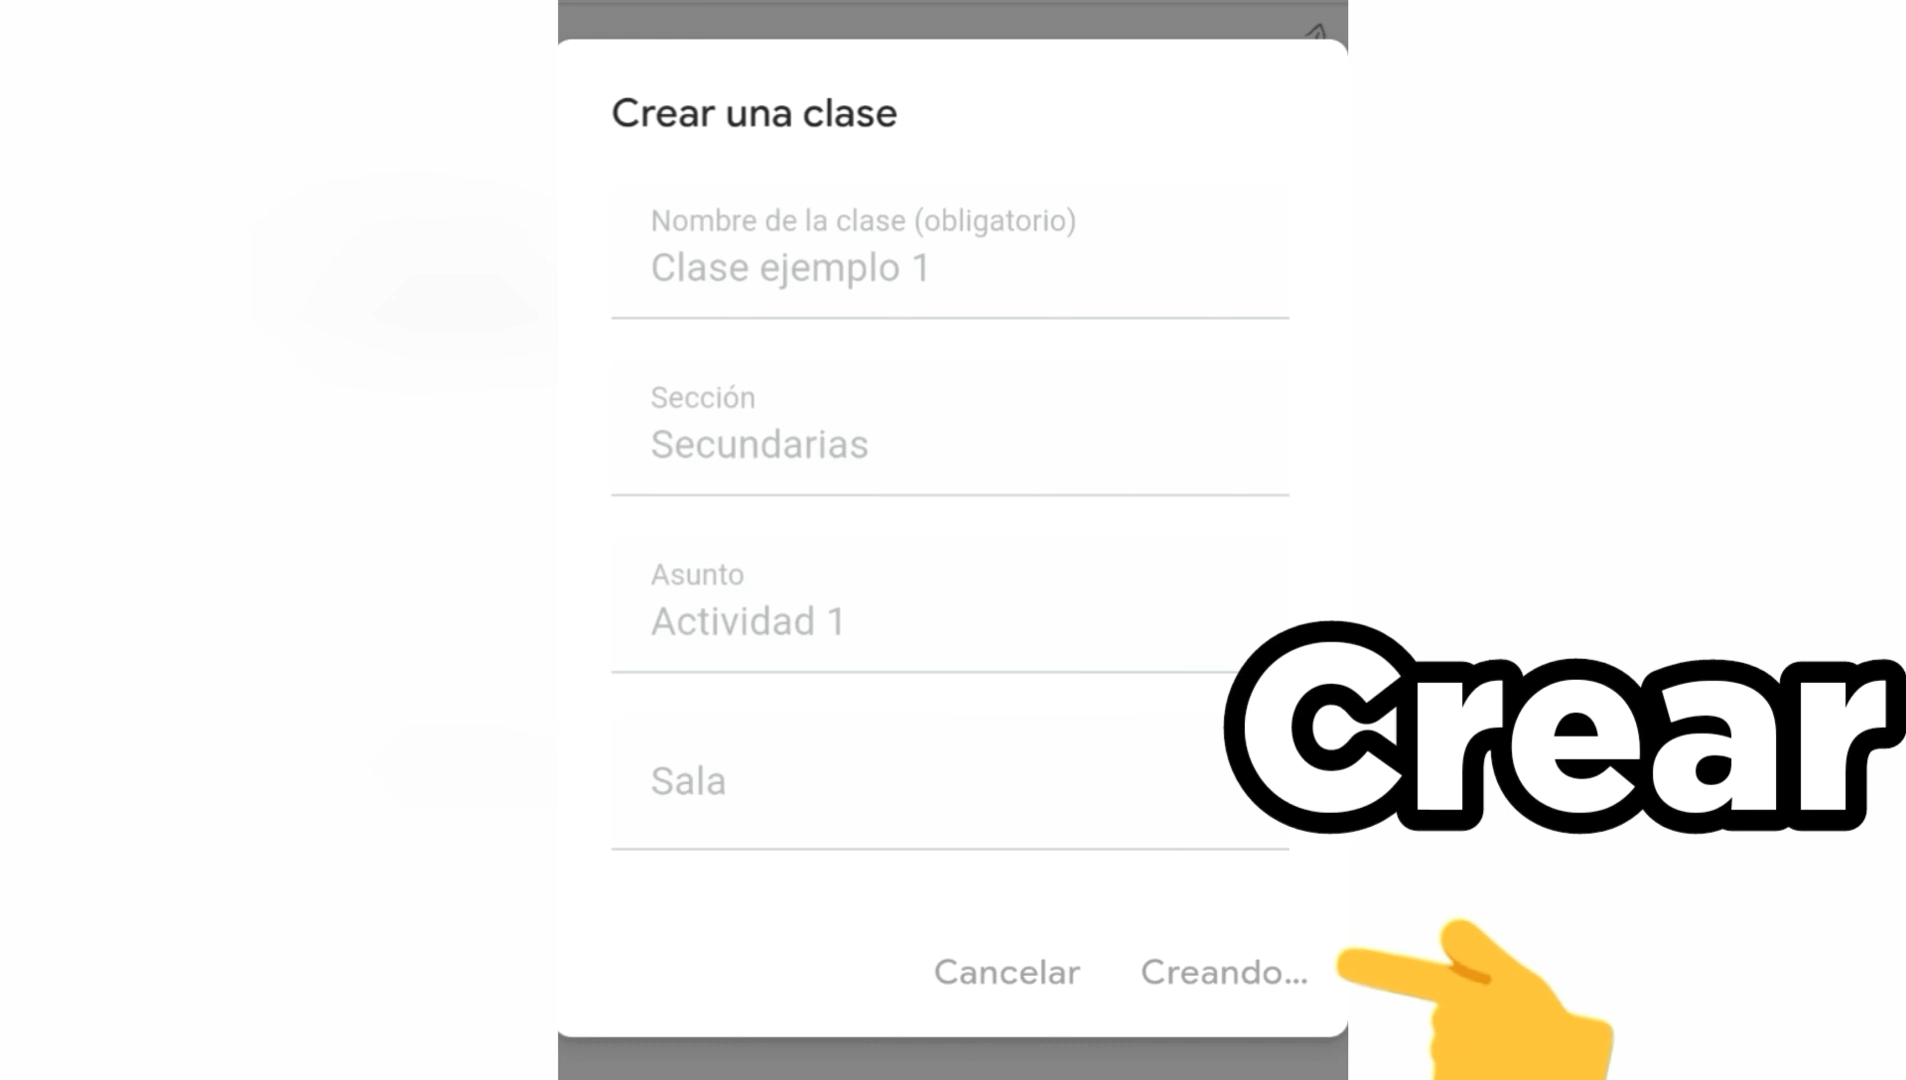 Crear una clase
Nombre de la clase (obligatorio)
Clase ejemplo 1
Sección
Secundarias
Asunto
Actividad 1
Crear
Sala
Cancelar
Creando...